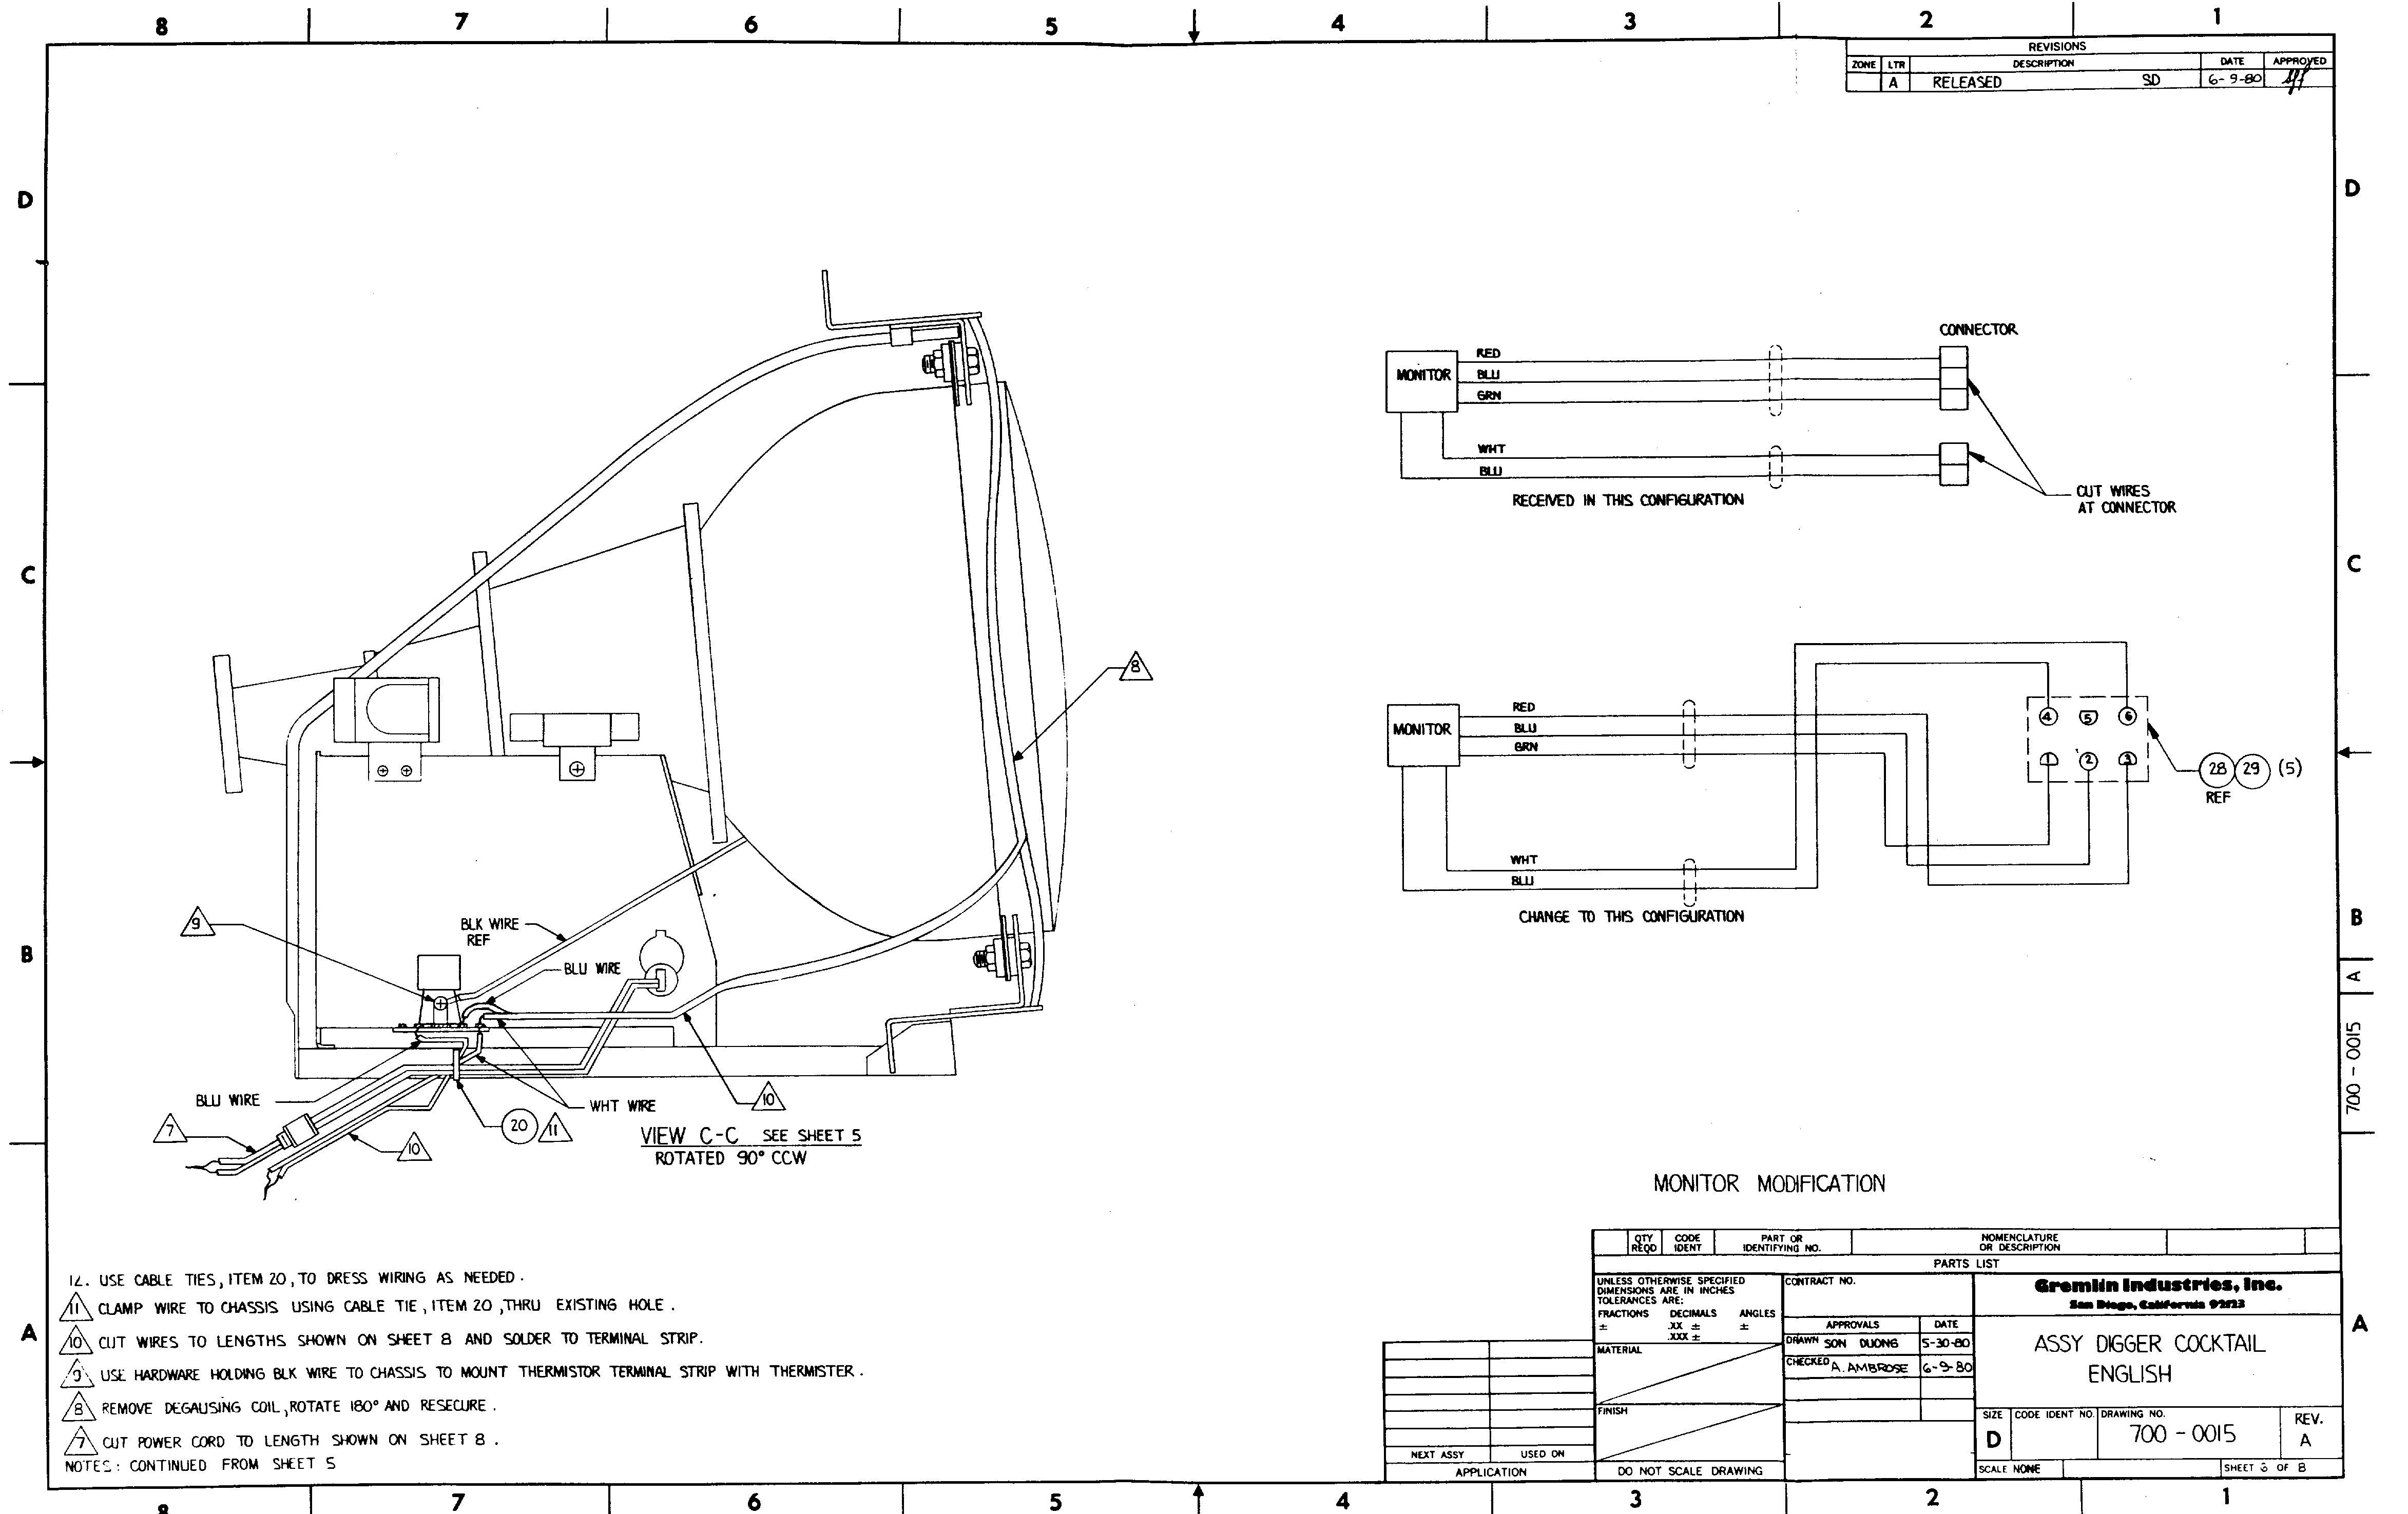 8 7 6 5 4 3 2 1
REVISIONS
ZONE LTR DESCRIPTION DATE APPROVED
A RELEASED SD 6-9-80
D D
C C
B B
A A
A
700-0015
CONNECTOR
MONITOR
RED
BLU
GRN
WHT
BLU
RECEIVED IN THIS CONFIGURATION
CUT WIRES
AT CONNECTOR
MONITOR
RED
BLU
GRN
WHT
BLU
4 5 6
1 2 3
28 29 (5)
REF
CHANGE TO THIS CONFIGURATION
8
9
BLK WIRE
REF
BLU WIRE
BLU WIRE
WHT WIRE
7
10
20 11
10
VIEW C-C SEE SHEET 5
ROTATED 90° CCW
MONITOR MODIFICATION
12. USE CABLE TIES, ITEM 20, TO DRESS WIRING AS NEEDED.
11 CLAMP WIRE TO CHASSIS USING CABLE TIE, ITEM 20, THRU EXISTING HOLE.
10 CUT WIRES TO LENGTHS SHOWN ON SHEET 8 AND SOLDER TO TERMINAL STRIP.
9 USE HARDWARE HOLDING BLK WIRE TO CHASSIS TO MOUNT THERMISTOR TERMINAL STRIP WITH THERMISTER.
8 REMOVE DEGAUSING COIL, ROTATE 180° AND RESECURE.
7 CUT POWER CORD TO LENGTH SHOWN ON SHEET 8.
NOTES: CONTINUED FROM SHEET 5
QTY REQD CODE IDENT PART OR IDENTIFYING NO. NOMENCLATURE OR DESCRIPTION
PARTS LIST
UNLESS OTHERWISE SPECIFIED
DIMENSIONS ARE IN INCHES
TOLERANCES ARE:
FRACTIONS DECIMALS ANGLES
± .XX ± ±
.XXX ±
MATERIAL
FINISH
DO NOT SCALE DRAWING
NEXT ASSY USED ON
APPLICATION
CONTRACT NO.
APPROVALS DATE
DRAWN SON DUONG 5-30-80
CHECKED A. AMBROSE 6-9-80
Gremlin Industries, Inc.
San Diego, California 92123
ASSY DIGGER COCKTAIL
ENGLISH
SIZE CODE IDENT NO. DRAWING NO. REV.
D 700-0015 A
SCALE NONE SHEET OF 8
8 7 6 5 4 3 2 1